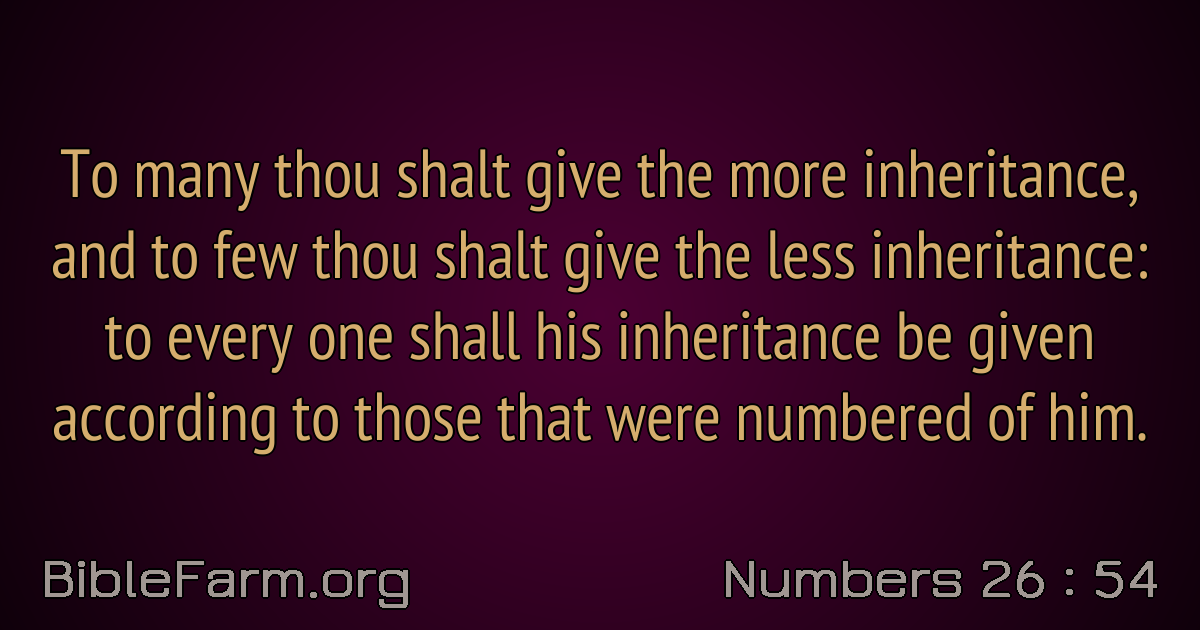 To many thou shalt give the more inheritance,
and to few thou shalt give the less inheritance:
to every one shall his inheritance be given
according to those that were numbered of him.
BibleFarm.org
Numbers 26 : 54